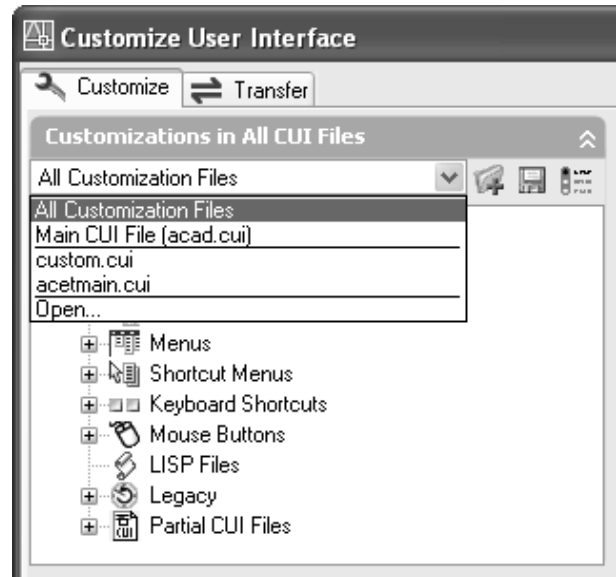 Customize User Interface
Customize Transfer
Customizations in All CUI Files
All Customization Files
All Customization Files
Main CUI File (acad.cui)
custom.cui
acetmain.cui
Open...
Menus
Shortcut Menus
Keyboard Shortcuts
Mouse Buttons
LISP Files
Legacy
Partial CUI Files